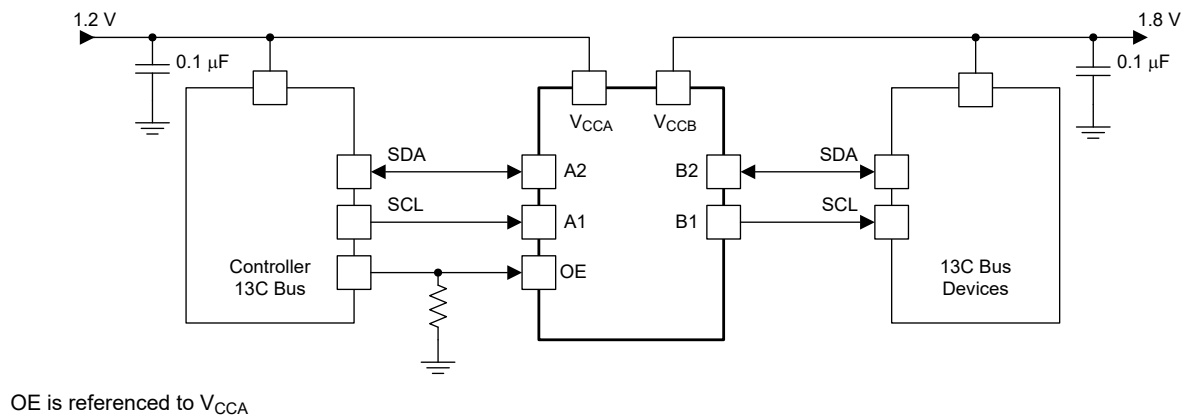 1.2 V
1.8 V
0.1 μF
0.1 μF
VCCA
VCCB
SDA
A2
B2
SDA
SCL
A1
B1
SCL
Controller
13C Bus
OE
13C Bus
Devices
OE is referenced to VCCA